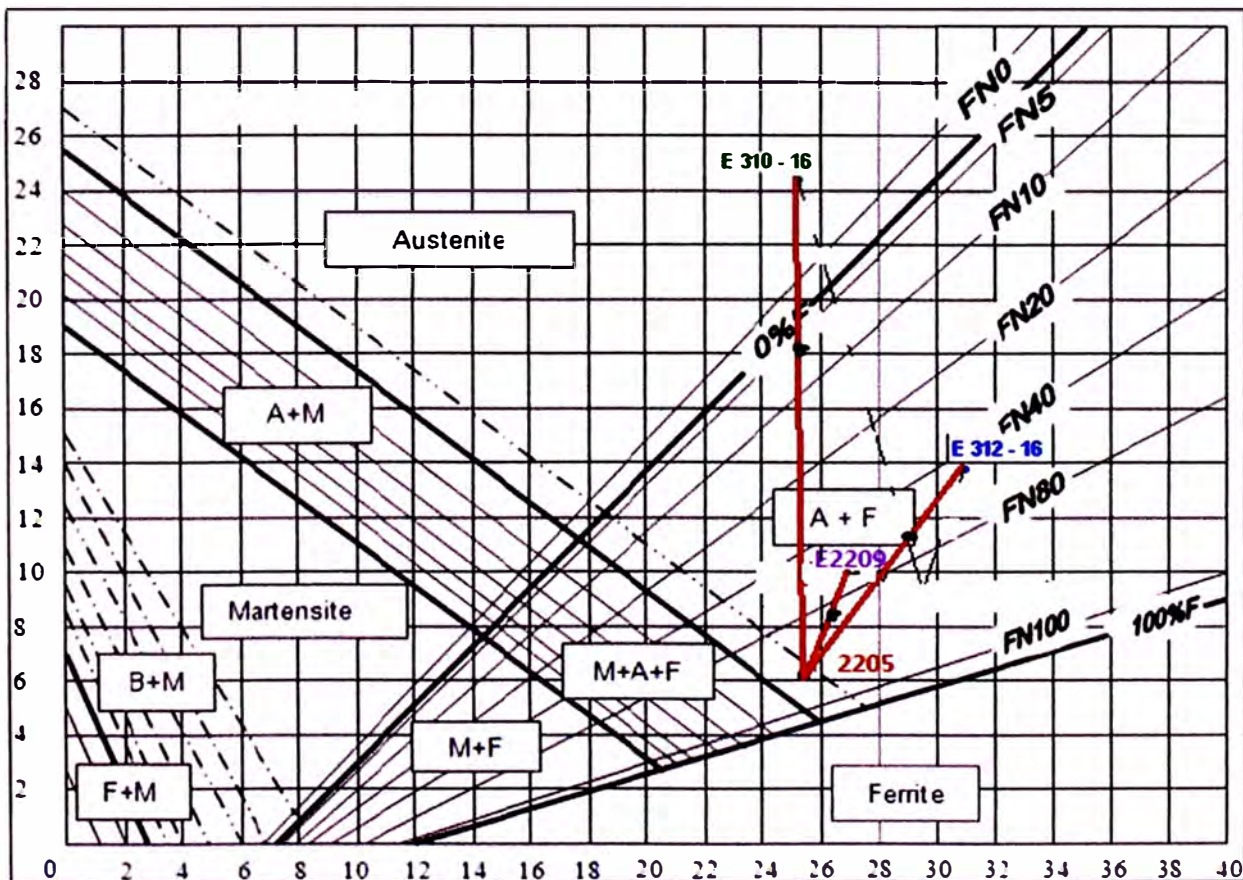 28
26
24
22
20
18
16
14
12
10
8
6
4
2
0 2 4 6 8 10 12 14 16 18 20 22 24 26 28 30 32 34 36 38 40
FN0
FN5
E 310 - 16
FN10
Austenite
FN20
0%F
A+M
FN40
E 312 - 16
FN80
A + F
E2209
Martensite
FN100 100%F
2205
M+A+F
B+M
M+F
F+M
Ferrite